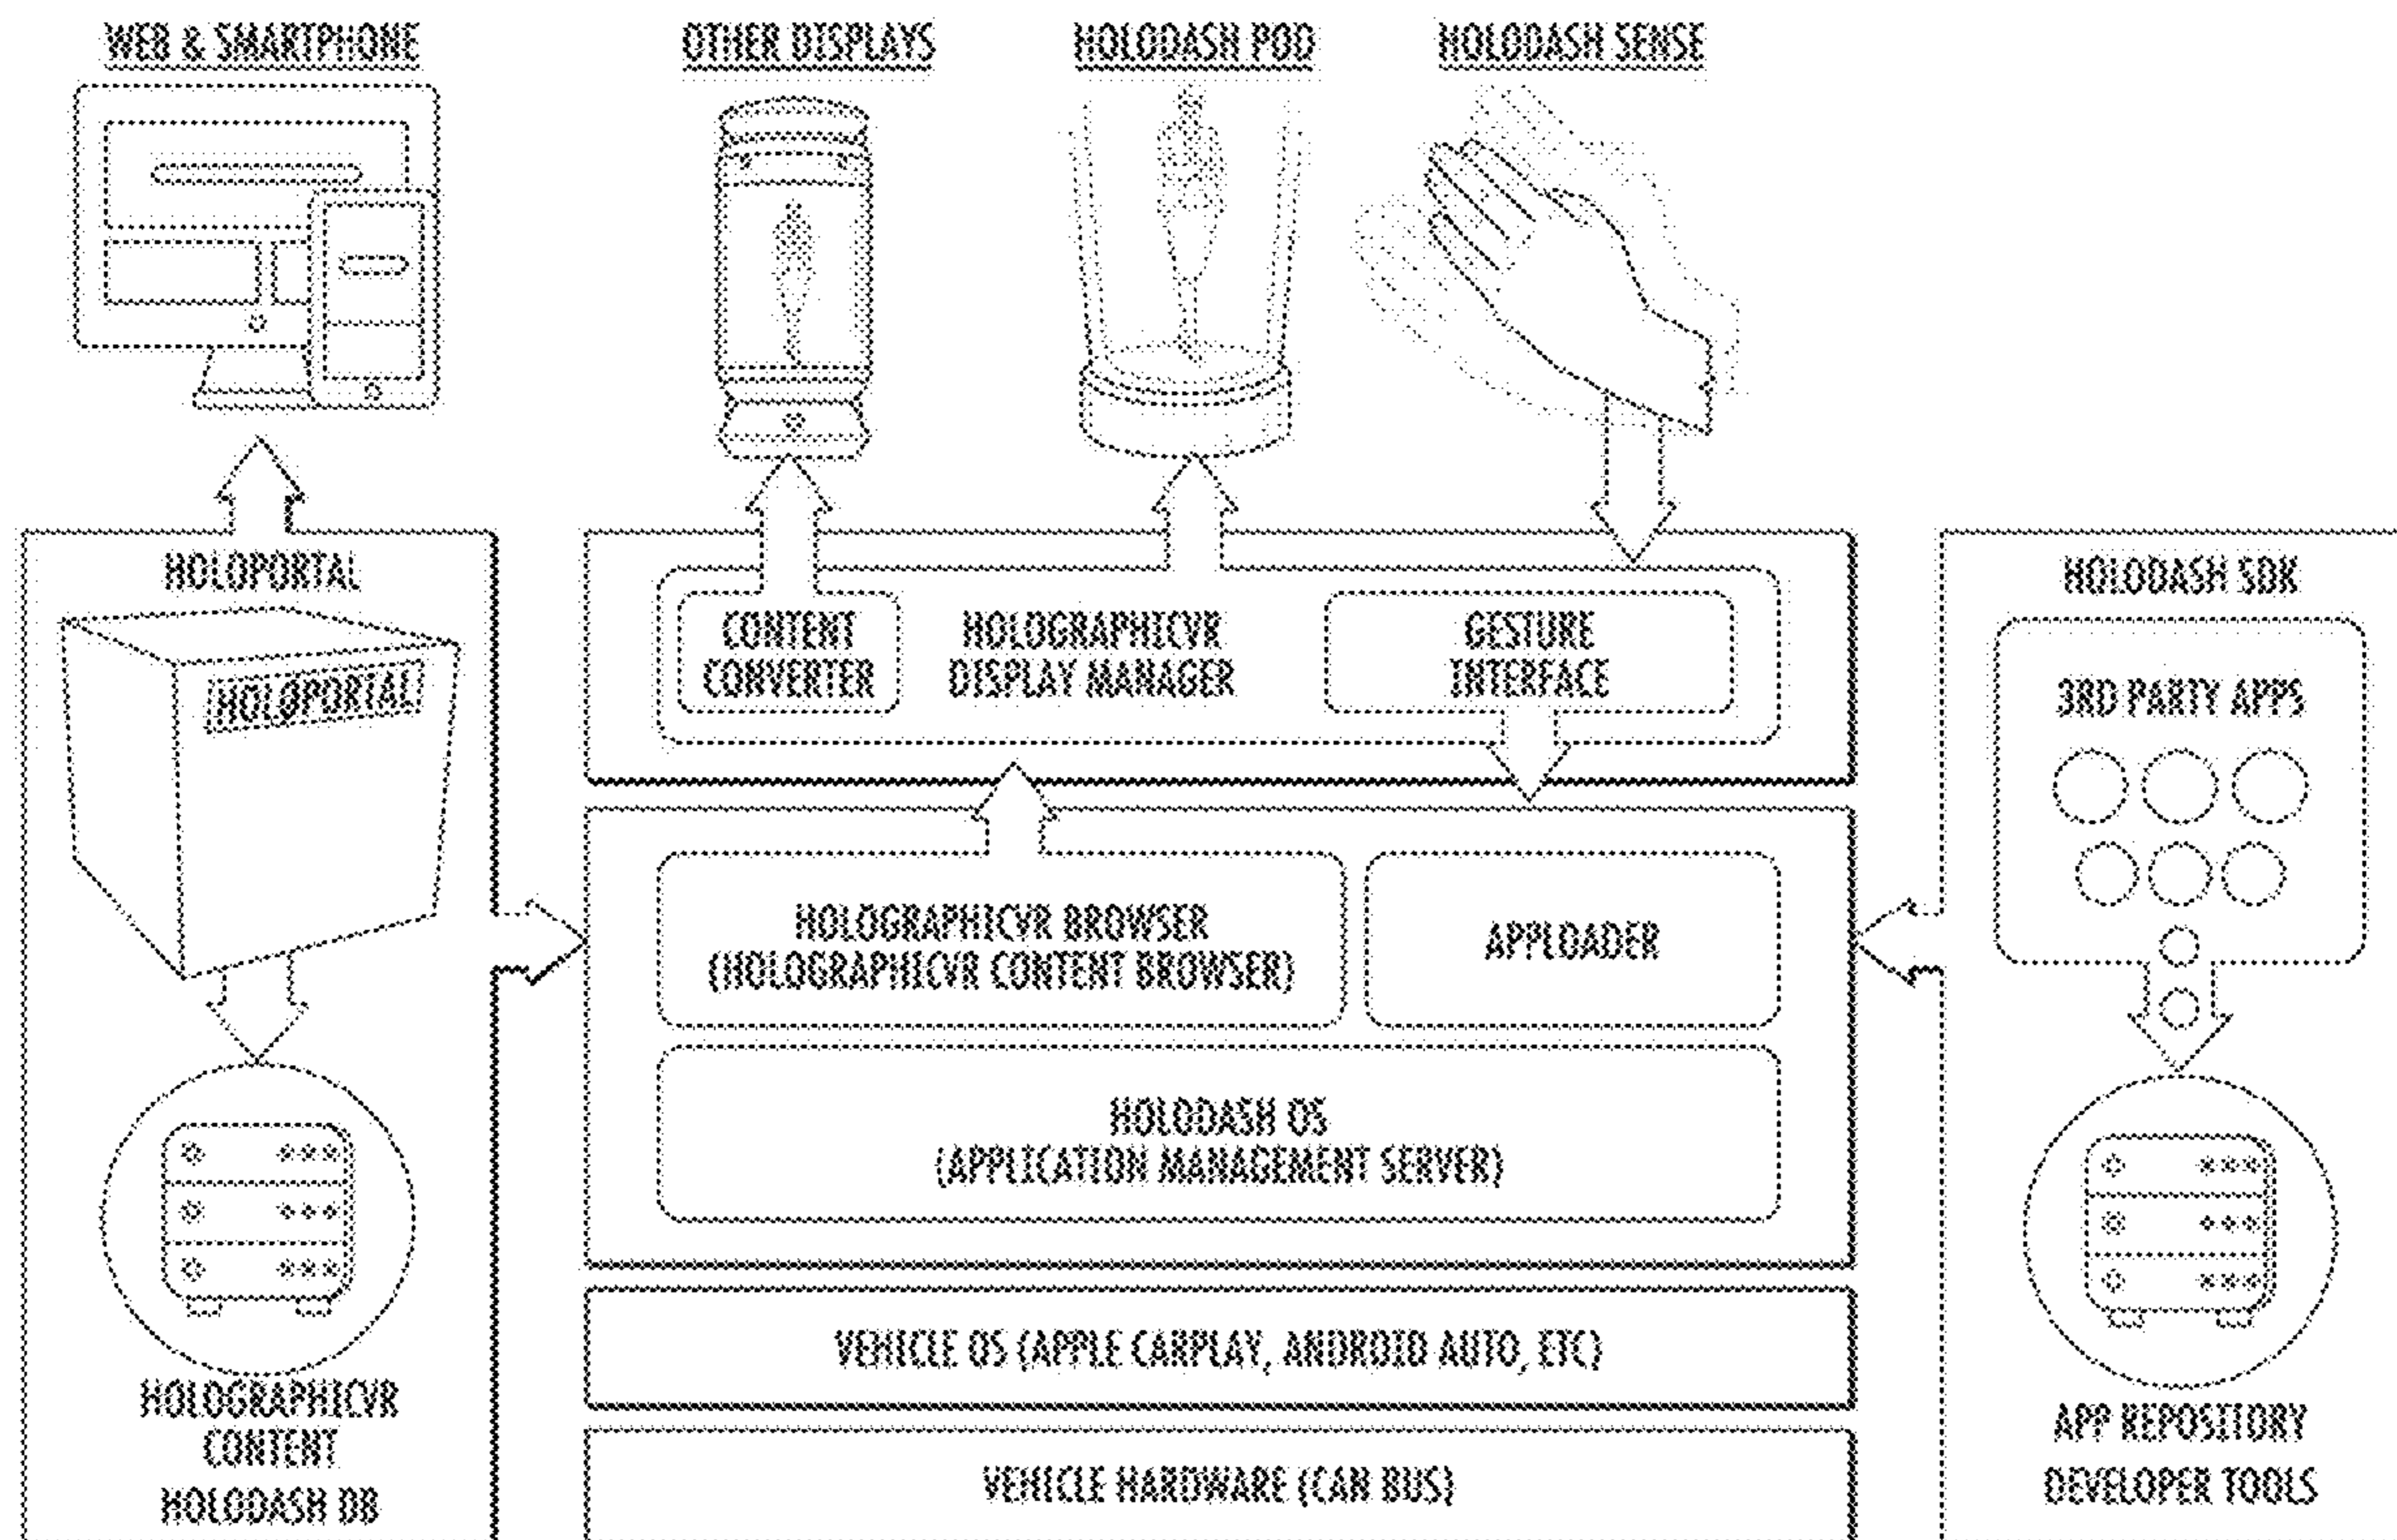 WEB & SMARTPHONE
OTHER DISPLAYS
HOLODASH POD
HOLODASH SENSE
HOLOPORTAL
HOLOPORTAL
CONTENT
CONVERTER
HOLOGRAPHICVR
DISPLAY MANAGER
GESTURE
INTERFACE
HOLODASH SDK
3RD PARTY APPS
HOLOGRAPHICVR BROWSER
(HOLOGRAPHICVR CONTENT BROWSER)
APPLOADER
HOLODASH OS
(APPLICATION MANAGEMENT SERVER)
VEHICLE OS (APPLE CARPLAY, ANDROID AUTO, ETC)
VEHICLE HARDWARE (CAN BUS)
HOLOGRAPHICVR
CONTENT
HOLODASH DB
APP REPOSITORY
DEVELOPER TOOLS